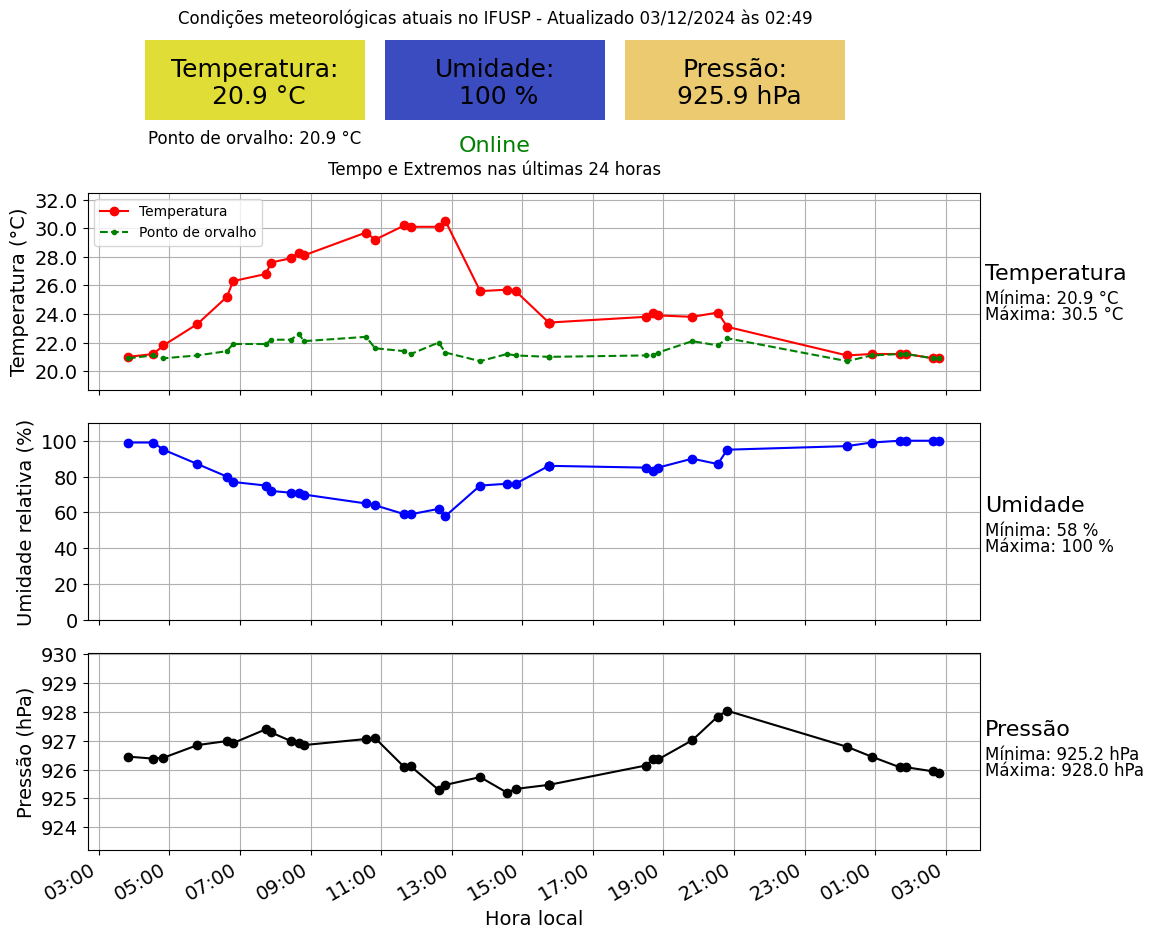 Condições meteorológicas atuais no IFUSP - Atualizado 03/12/2024 às 02:49
Temperatura:
20.9 °C
Umidade:
100 %
Pressão:
925.9 hPa
Ponto de orvalho: 20.9 °C
Online
Tempo e Extremos nas últimas 24 horas
Temperatura (°C)
32.0
30.0
28.0
26.0
24.0
22.0
20.0
Temperatura
Ponto de orvalho
Temperatura
Mínima: 20.9 °C
Máxima: 30.5 °C
Umidade relativa (%)
100
80
60
40
20
0
Umidade
Mínima: 58 %
Máxima: 100 %
Pressão (hPa)
930
929
928
927
926
925
924
Pressão
Mínima: 925.2 hPa
Máxima: 928.0 hPa
03:00 05:00 07:00 09:00 11:00 13:00 15:00 17:00 19:00 21:00 23:00 01:00 03:00
Hora local